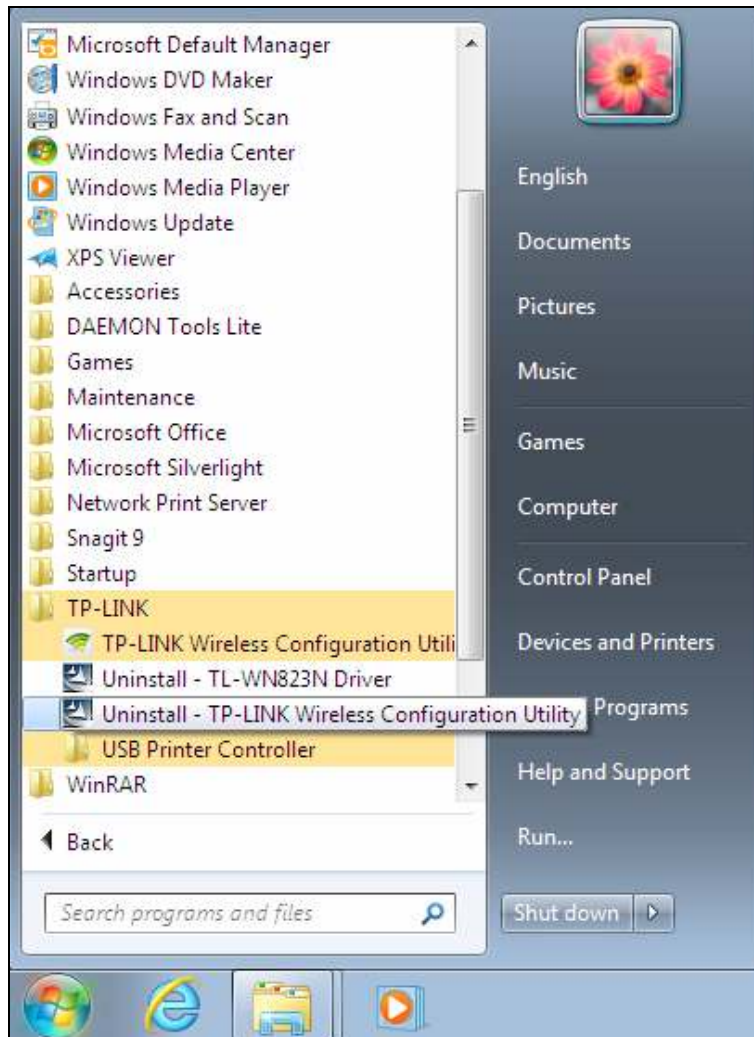 Microsoft Default Manager
Windows DVD Maker
Windows Fax and Scan
Windows Media Center
Windows Media Player
Windows Update
XPS Viewer
Accessories
DAEMON Tools Lite
Games
Maintenance
Microsoft Office
Microsoft Silverlight
Network Print Server
Snagit 9
Startup
TP-LINK
TP-LINK Wireless Configuration Utili
Uninstall - TL-WN823N Driver
Uninstall - TP-LINK Wireless Configuration Utility
USB Printer Controller
WinRAR
Back
Search programs and files
English
Documents
Pictures
Music
Games
Computer
Control Panel
Devices and Printers
Programs
Help and Support
Run...
Shut down